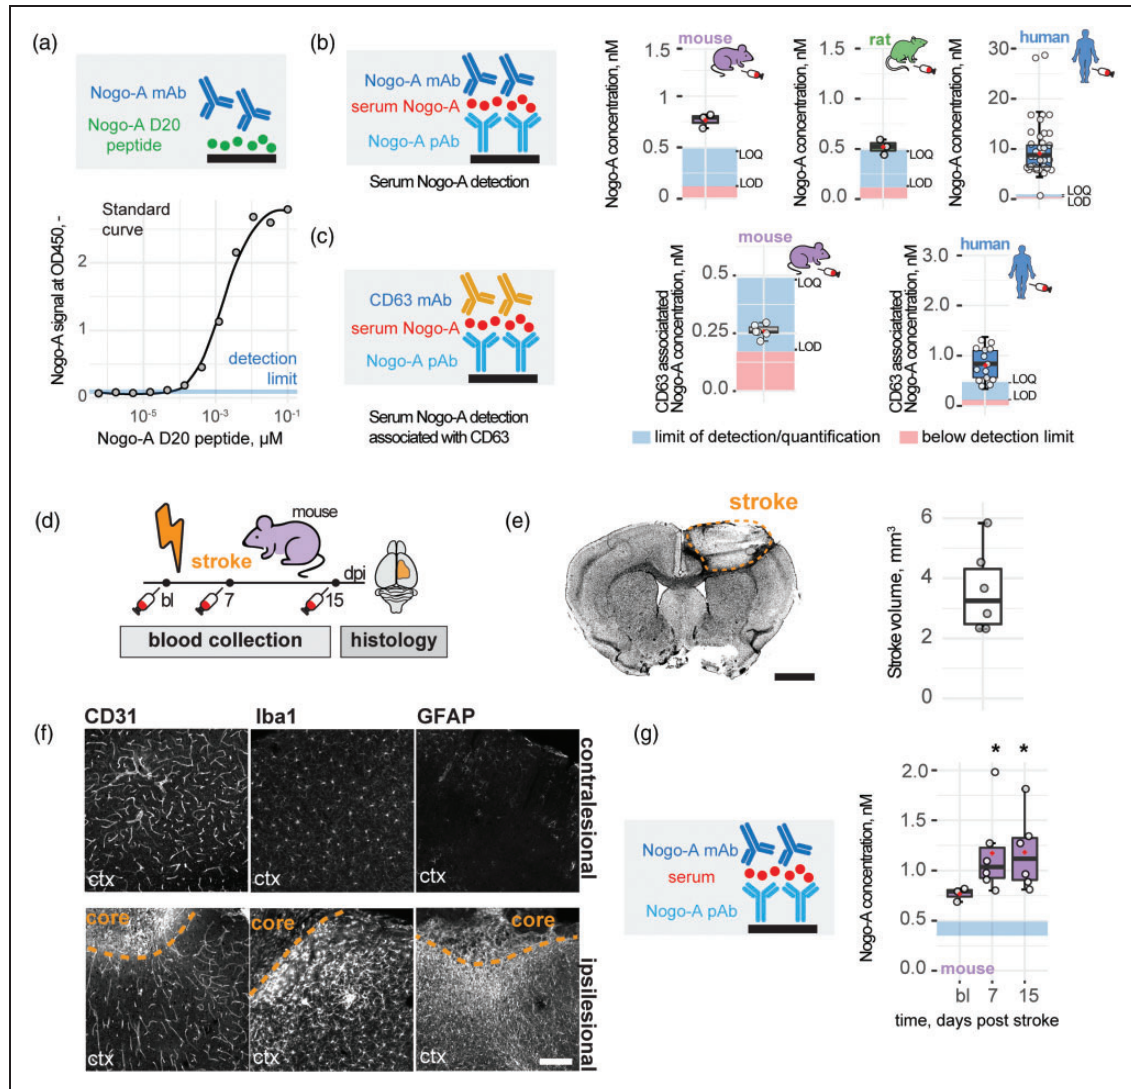 (a)
Nogo-A mAb
Nogo-A D20
peptide
Standard
curve
Nogo-A signal at OD450, -
2
1
0
detection
limit
10⁻⁵
10⁻³
10⁻¹
Nogo-A D20 peptide, µM
(b)
Nogo-A mAb
serum Nogo-A
Nogo-A pAb
Serum Nogo-A detection
mouse
Nogo-A concentration, nM
1.5
1.0
0.5
0
LOQ
LOD
rat
Nogo-A concentration, nM
1.5
1.0
0.5
0
LOQ
LOD
human
Nogo-A concentration, nM
30
20
10
0
LOQ
LOD
(c)
CD63 mAb
serum Nogo-A
Nogo-A pAb
Serum Nogo-A detection
associated with CD63
mouse
CD63 associatated
Nogo-A concentration, nM
0.5
0.25
0.0
LOQ
LOD
human
CD63 associatated
Nogo-A concentration, nM
3.0
2.0
1.0
0
LOQ
LOD
limit of detection/quantification
below detection limit
(d)
mouse
stroke
dpi
bl
7
15
blood collection
histology
(e)
stroke
Stroke volume, mm³
6
4
2
0
(f)
CD31
Iba1
GFAP
contralesional
ctx
ctx
ctx
core
core
core
ipsilesional
ctx
ctx
ctx
(g)
Nogo-A mAb
serum
Nogo-A pAb
Nogo-A concentration, nM
2.0
1.5
1.0
0.5
0.0
* *
mouse
bl
7
15
time, days post stroke